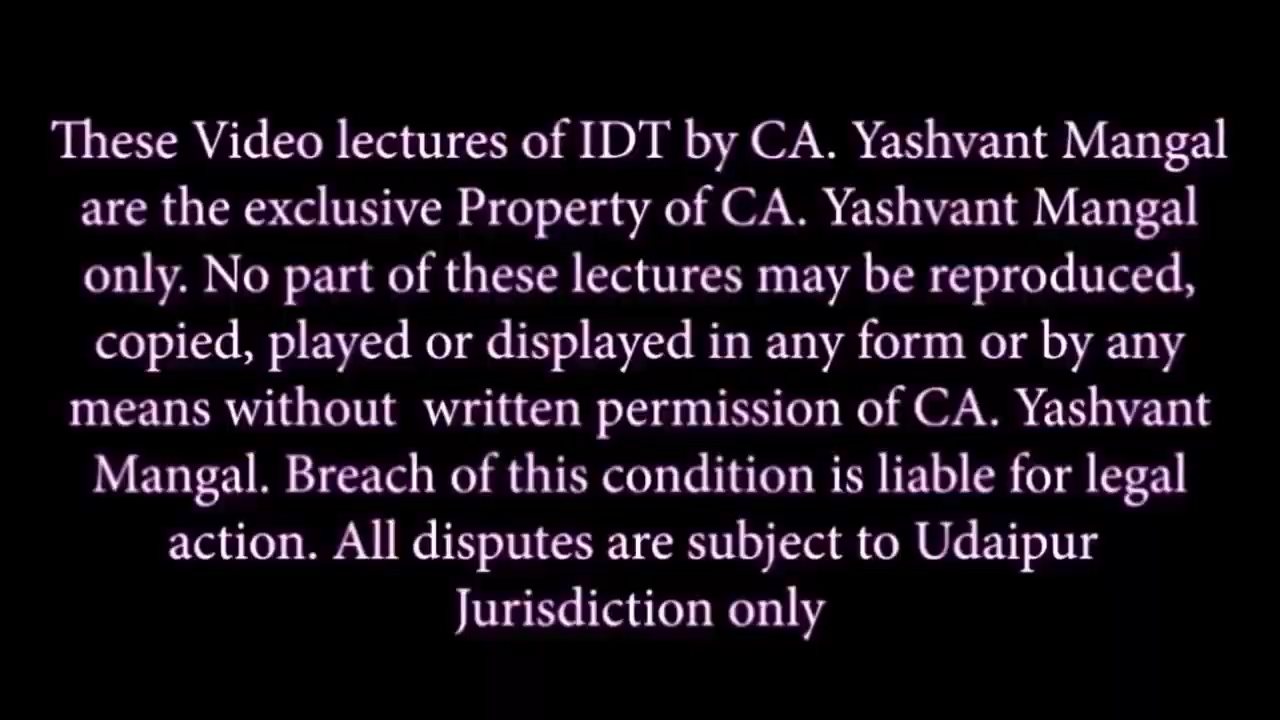 These Video lectures of IDT by CA. Yashvant Mangal
are the exclusive Property of CA. Yashvant Mangal
only. No part of these lectures may be reproduced,
copied, played or displayed in any form or by any
means without  written permission of CA. Yashvant
Mangal. Breach of this condition is liable for legal
action. All disputes are subject to Udaipur
Jurisdiction only